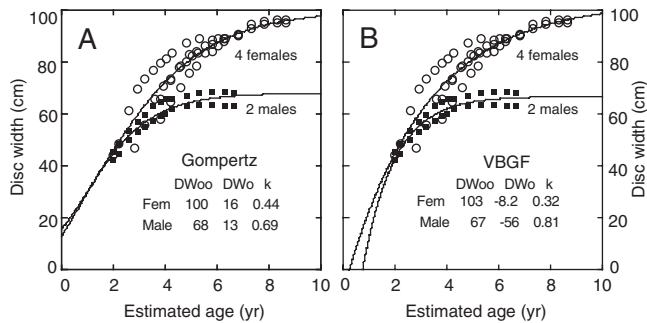 A
B
100
80
60
40
20
0
Disc width (cm)
4 females
2 males
Gompertz
DWoo DWo k
Fem 100 16 0.44
Male 68 13 0.69
0 2 4 6 8 10
Estimated age (yr)
4 females
2 males
VBGF
DWoo DWo k
Fem 103 -8.2 0.32
Male 67 -56 0.81
0 2 4 6 8 10
Estimated age (yr)
100
80
60
40
20
0
Disc width (cm)